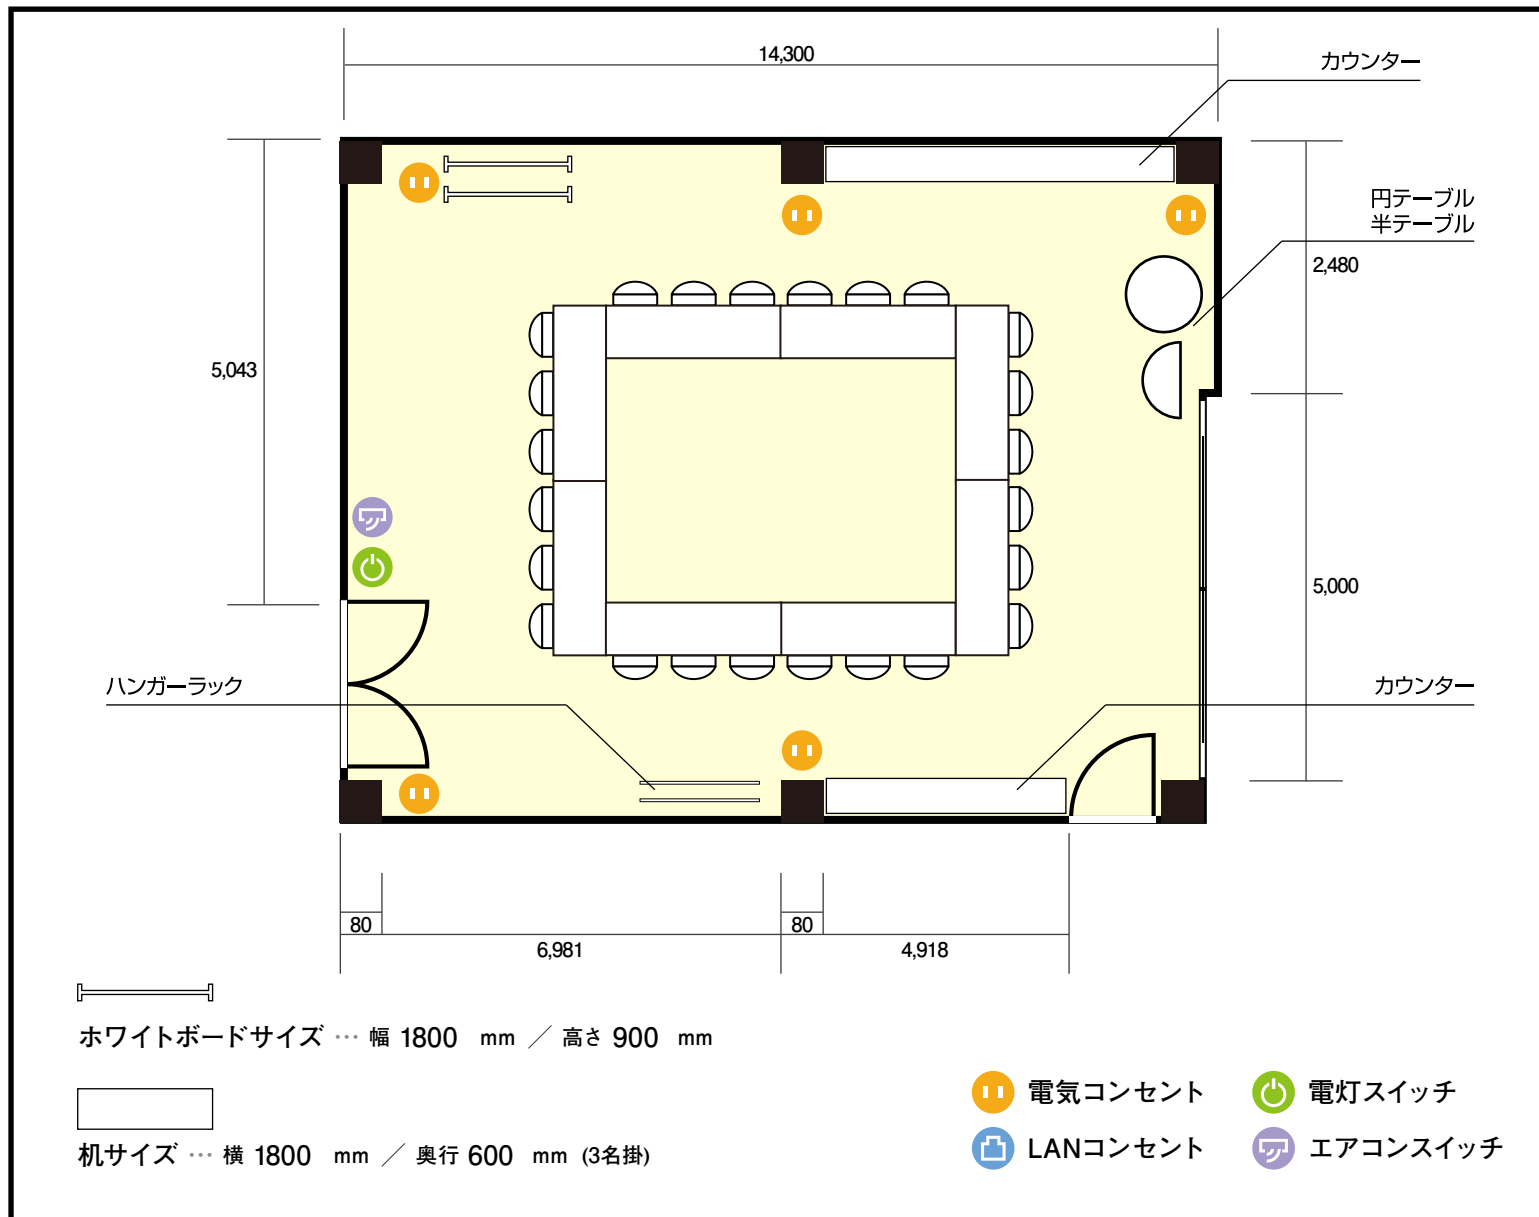 14,300
カウンター
円テーブル
半テーブル
2,480
5,043
5,000
ハンガーラック
カウンター
80
80
6,981
4,918
ホワイトボードサイズ … 幅 1800 mm ／ 高さ 900 mm
机サイズ … 横 1800 mm ／ 奥行 600 mm (3名掛)
電気コンセント
電灯スイッチ
LANコンセント
エアコンスイッチ